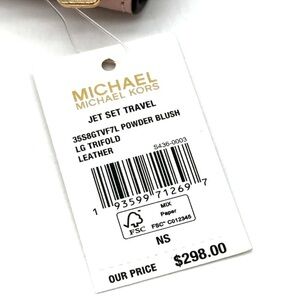 MICHAEL
MICHAEL KORS
JET SET TRAVEL
35S8GTVF7L POWDER BLUSH
LG TRIFOLD
LEATHER
S436-0003
1 93599 71269 7
FSC
MIX
Paper
FSC® C012345
NS
OUR PRICE $298.00